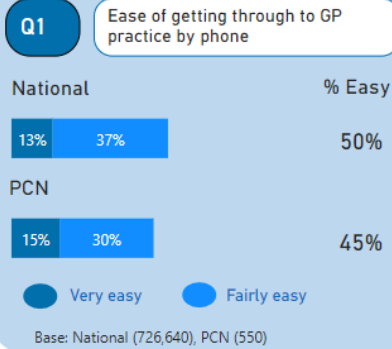 Q1
Ease of getting through to GP
practice by phone
National % Easy
13% 37% 50%
PCN
15% 30% 45%
Very easy Fairly easy
Base: National (726,640), PCN (550)